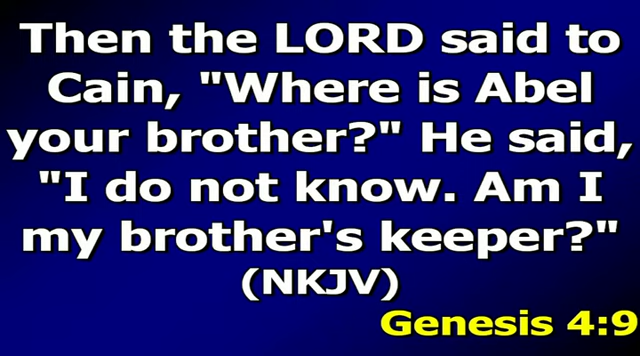 Then the LORD said to
Cain, "Where is Abel
your brother?" He said,
"I do not know. Am I
my brother's keeper?"
(NKJV)
Genesis 4:9